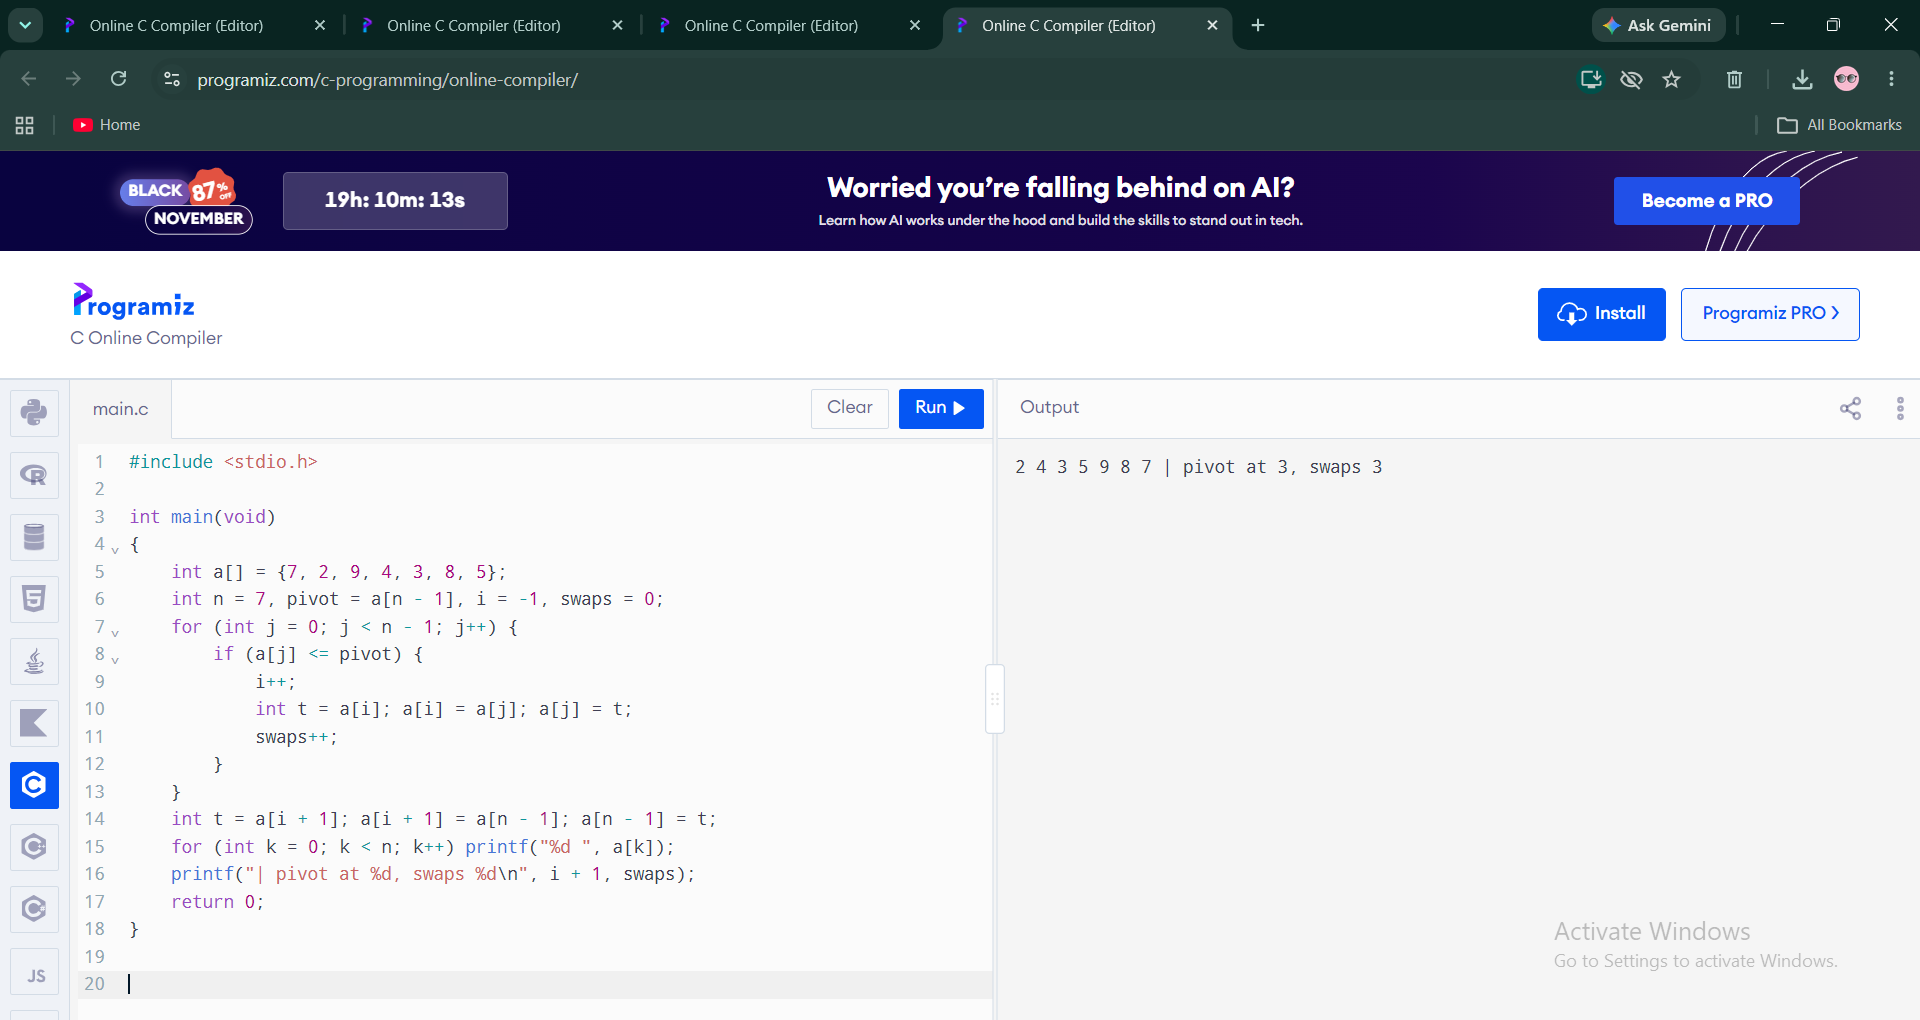 Online C Compiler (Editor) Online C Compiler (Editor) Online C Compiler (Editor) Online C Compiler (Editor) Ask Gemini
programiz.com/c-programming/online-compiler/
Home All Bookmarks
BLACK 87% OFF
NOVEMBER
19h: 10m: 13s
Worried you're falling behind on AI?
Learn how AI works under the hood and build the skills to stand out in tech.
Become a PRO
Programiz
C Online Compiler
Install Programiz PRO >
main.c Clear Run Output
1 #include <stdio.h>
2
3 int main(void)
4 {
5     int a[] = {7, 2, 9, 4, 3, 8, 5};
6     int n = 7, pivot = a[n - 1], i = -1, swaps = 0;
7     for (int j = 0; j < n - 1; j++) {
8         if (a[j] <= pivot) {
9             i++;
10             int t = a[i]; a[i] = a[j]; a[j] = t;
11             swaps++;
12         }
13     }
14     int t = a[i + 1]; a[i + 1] = a[n - 1]; a[n - 1] = t;
15     for (int k = 0; k < n; k++) printf("%d ", a[k]);
16     printf("| pivot at %d, swaps %d\n", i + 1, swaps);
17     return 0;
18 }
19
20
2 4 3 5 9 8 7 | pivot at 3, swaps 3
JS
Activate Windows
Go to Settings to activate Windows.